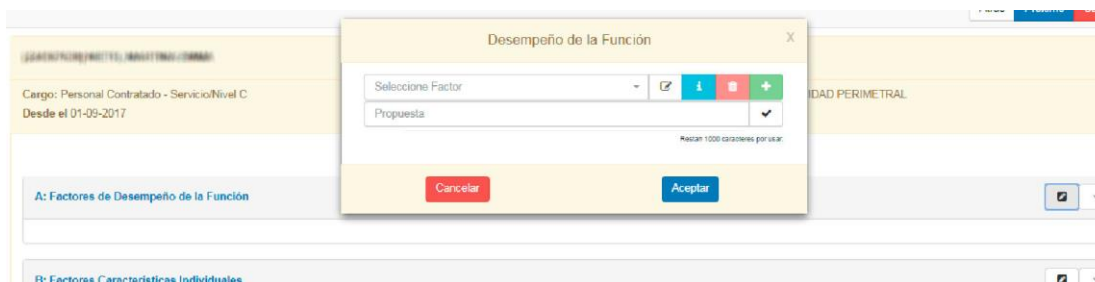 Desempeño de la Función
X
Cargo: Personal Contratado - Servicio/Nivel C
Desde el 01-09-2017
Seleccione Factor
Propuesta
Restan 1000 caracteres por usar.
IDAD PERIMETRAL
Cancelar
Aceptar
A: Factores de Desempeño de la Función
B: Factores Características Individuales